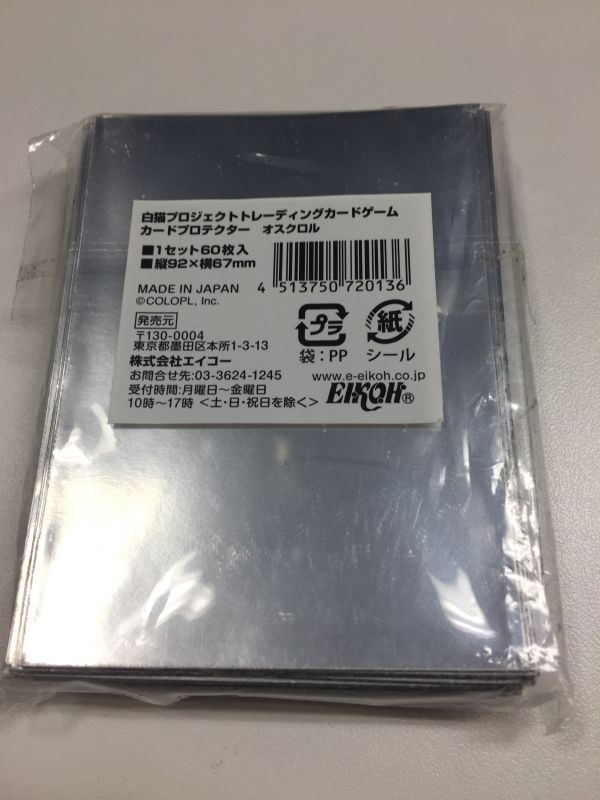 白猫プロジェクトトレーディングカードゲーム
カードプロテクター　オスクロル
■1セット60枚入
■縦92×横67mm
4 513750 720136
MADE IN JAPAN
©COLOPL, Inc.
プラ
紙
袋:PP
シール
発売元
〒130-0004
東京都墨田区本所1-3-13
株式会社エイコー
www.e-eikoh.co.jp
お問合せ先:03-3624-1245
受付時間:月曜日〜金曜日
10時〜17時 <土・日・祝日を除く>
EIKOH®